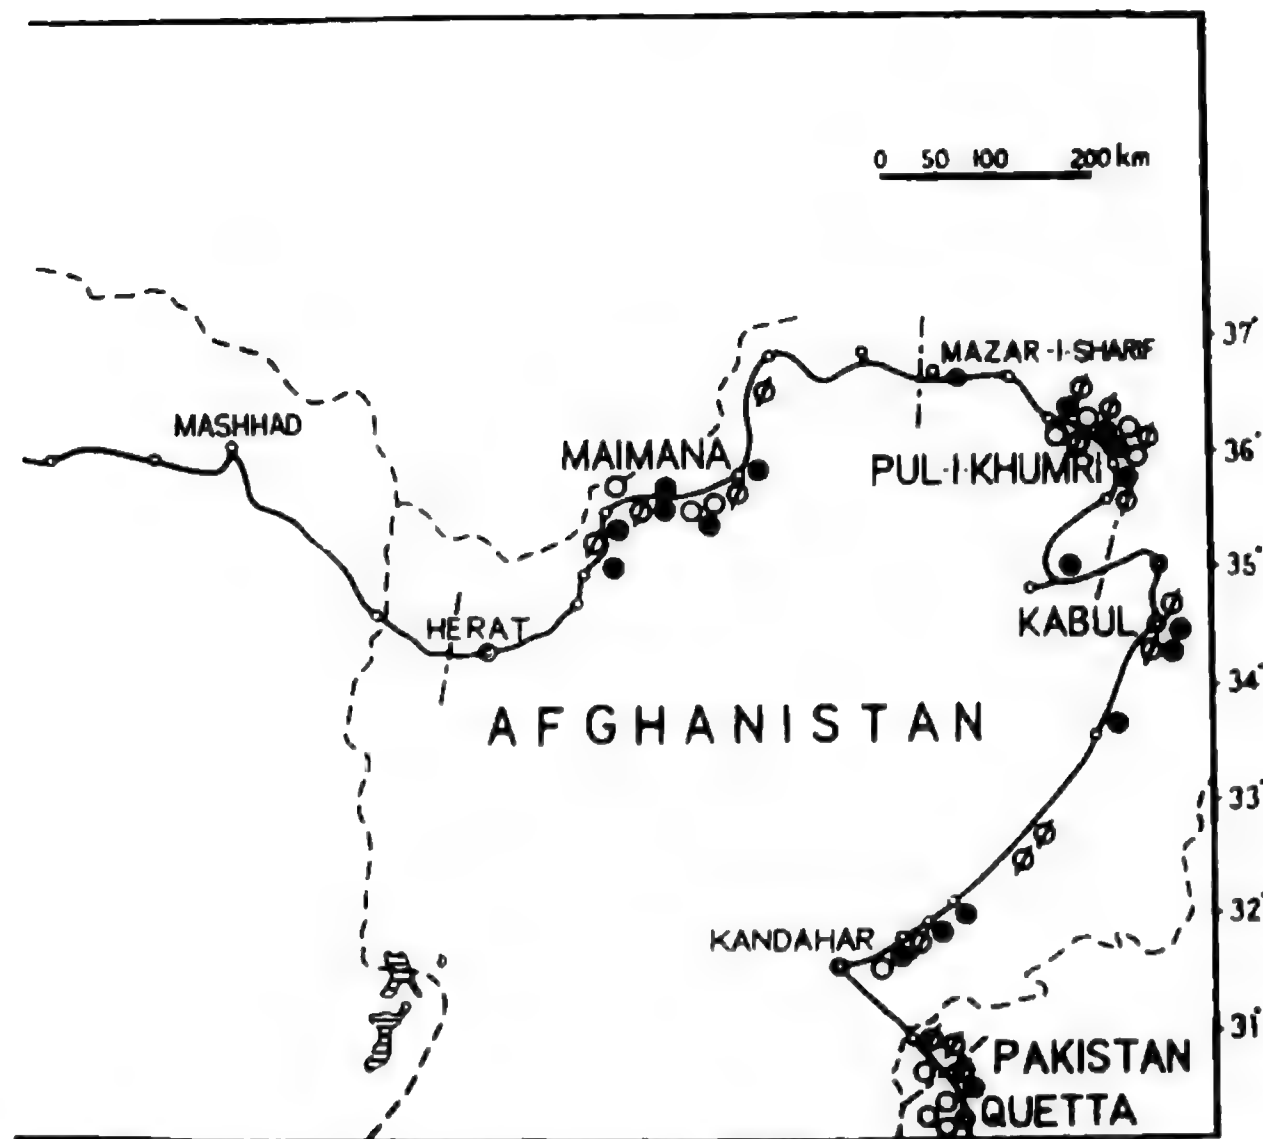 0 50 100 200 km
37°
MAZAR-I-SHARIF
MASHHAD
MAIMANA
36°
PUL-I-KHUMRI
35°
KABUL
HERAT
34°
AFGHANISTAN
33°
32°
KANDAHAR
31°
PAKISTAN
QUETTA